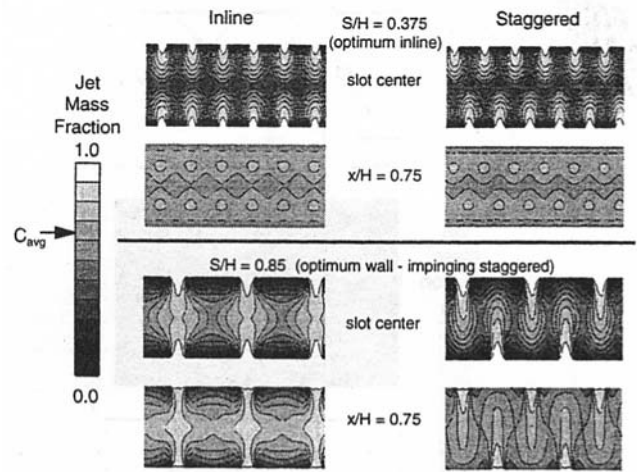 Inline
S/H = 0.375
(optimum inline)
Staggered
slot center
Jet
Mass
Fraction
1.0
x/H = 0.75
Cavg
S/H = 0.85 (optimum wall - impinging staggered)
slot center
0.0
x/H = 0.75